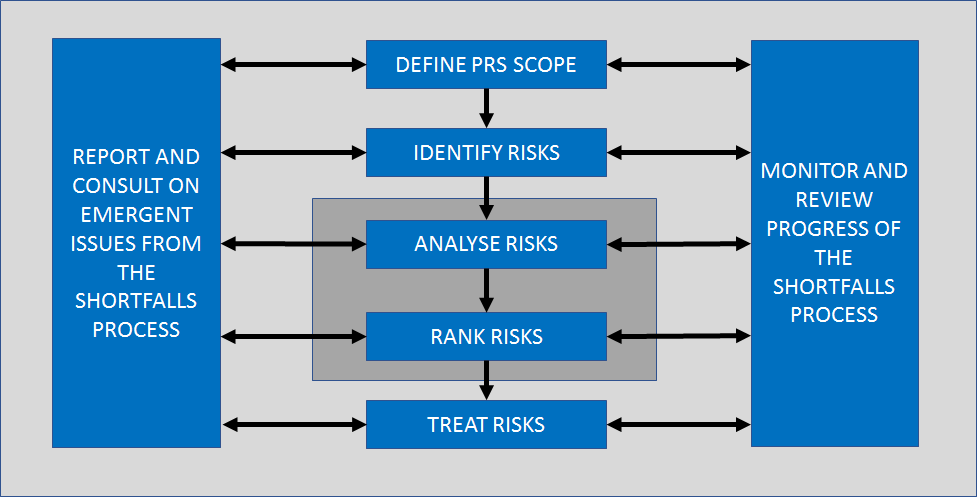 REPORT AND
CONSULT ON
EMERGENT
ISSUES FROM
THE
SHORTFALLS
PROCESS
DEFINE PRS SCOPE
IDENTIFY RISKS
ANALYSE RISKS
RANK RISKS
TREAT RISKS
MONITOR AND
REVIEW
PROGRESS OF
THE
SHORTFALLS
PROCESS